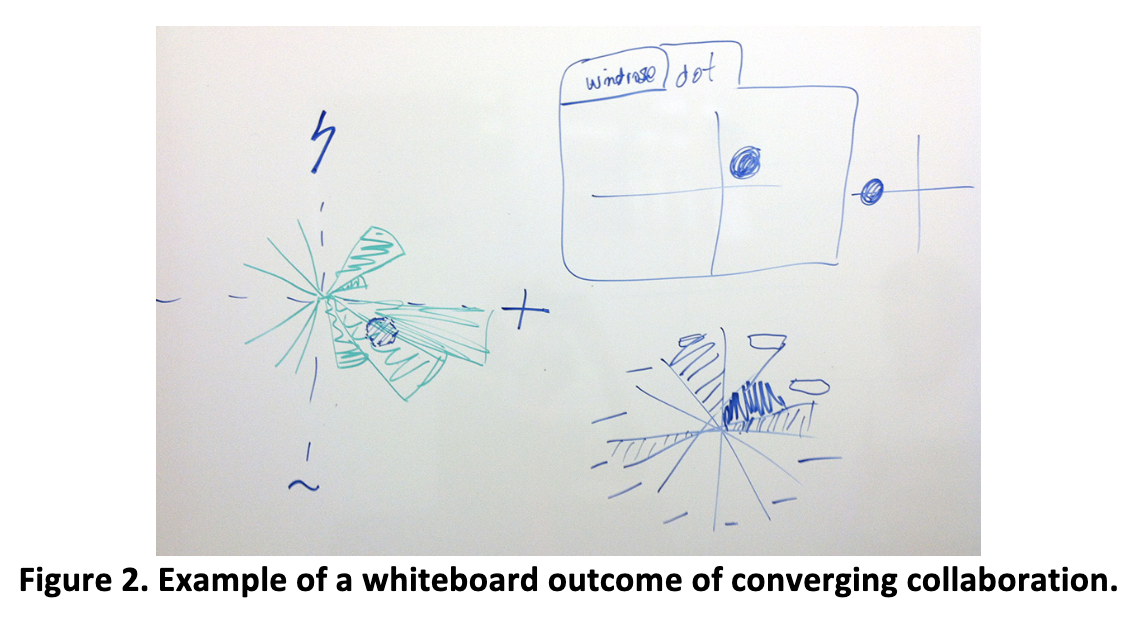 windrose dot
+
~
Figure 2. Example of a whiteboard outcome of converging collaboration.